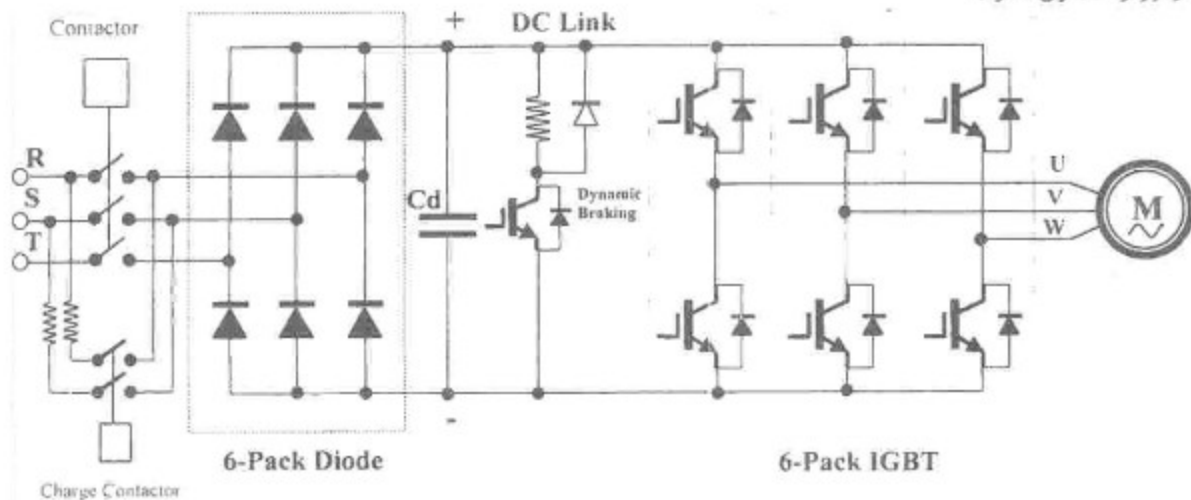 Contactor
+
DC Link
R
S
T
Cd
Dynamic
Braking
U
V
W
M
-
6-Pack Diode
6-Pack IGBT
Charge Contactor